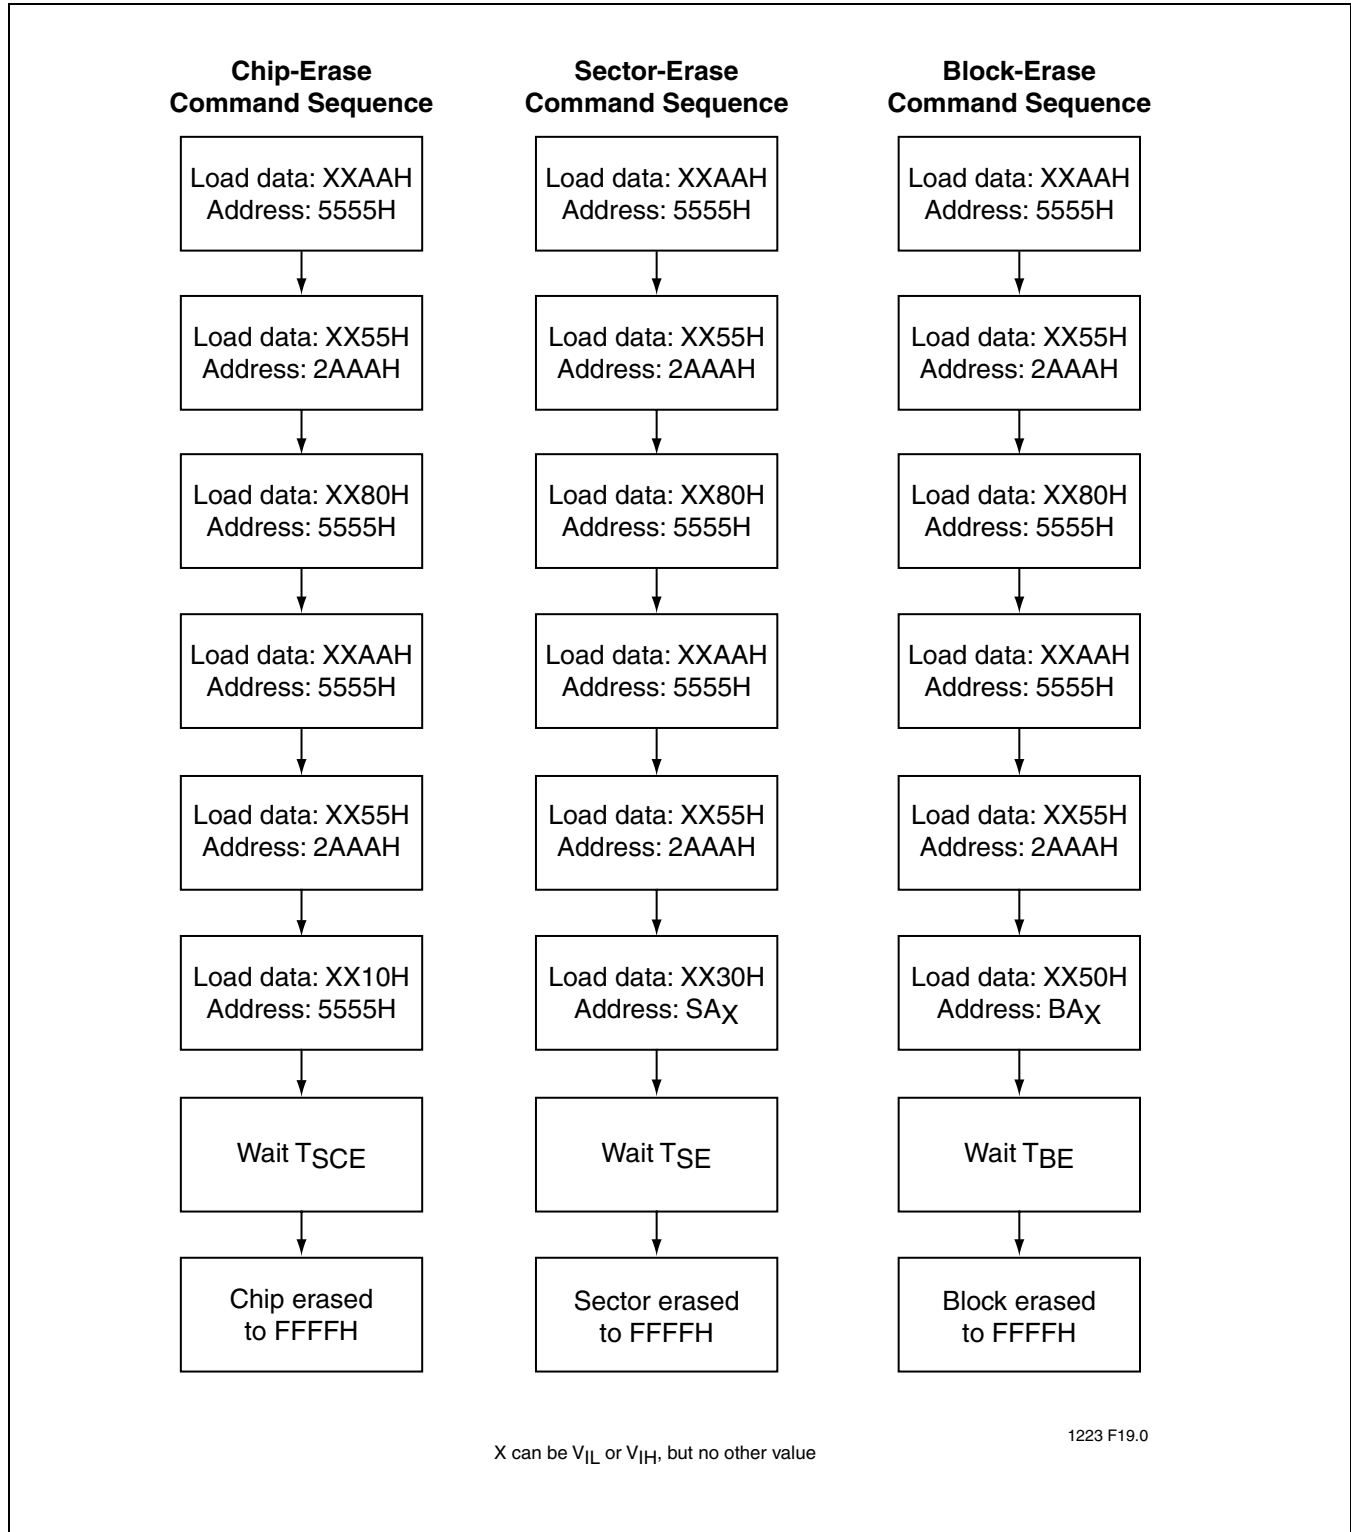 Chip-Erase
Command Sequence
Load data: XXAAH
Address: 5555H
Load data: XX55H
Address: 2AAAH
Load data: XX80H
Address: 5555H
Load data: XXAAH
Address: 5555H
Load data: XX55H
Address: 2AAAH
Load data: XX10H
Address: 5555H
Wait TSCE
Chip erased
to FFFFH
Sector-Erase
Command Sequence
Load data: XXAAH
Address: 5555H
Load data: XX55H
Address: 2AAAH
Load data: XX80H
Address: 5555H
Load data: XXAAH
Address: 5555H
Load data: XX55H
Address: 2AAAH
Load data: XX30H
Address: SAX
Wait TSE
Sector erased
to FFFFH
Block-Erase
Command Sequence
Load data: XXAAH
Address: 5555H
Load data: XX55H
Address: 2AAAH
Load data: XX80H
Address: 5555H
Load data: XXAAH
Address: 5555H
Load data: XX55H
Address: 2AAAH
Load data: XX50H
Address: BAX
Wait TBE
Block erased
to FFFFH
1223 F19.0
X can be VIL or VIH, but no other value